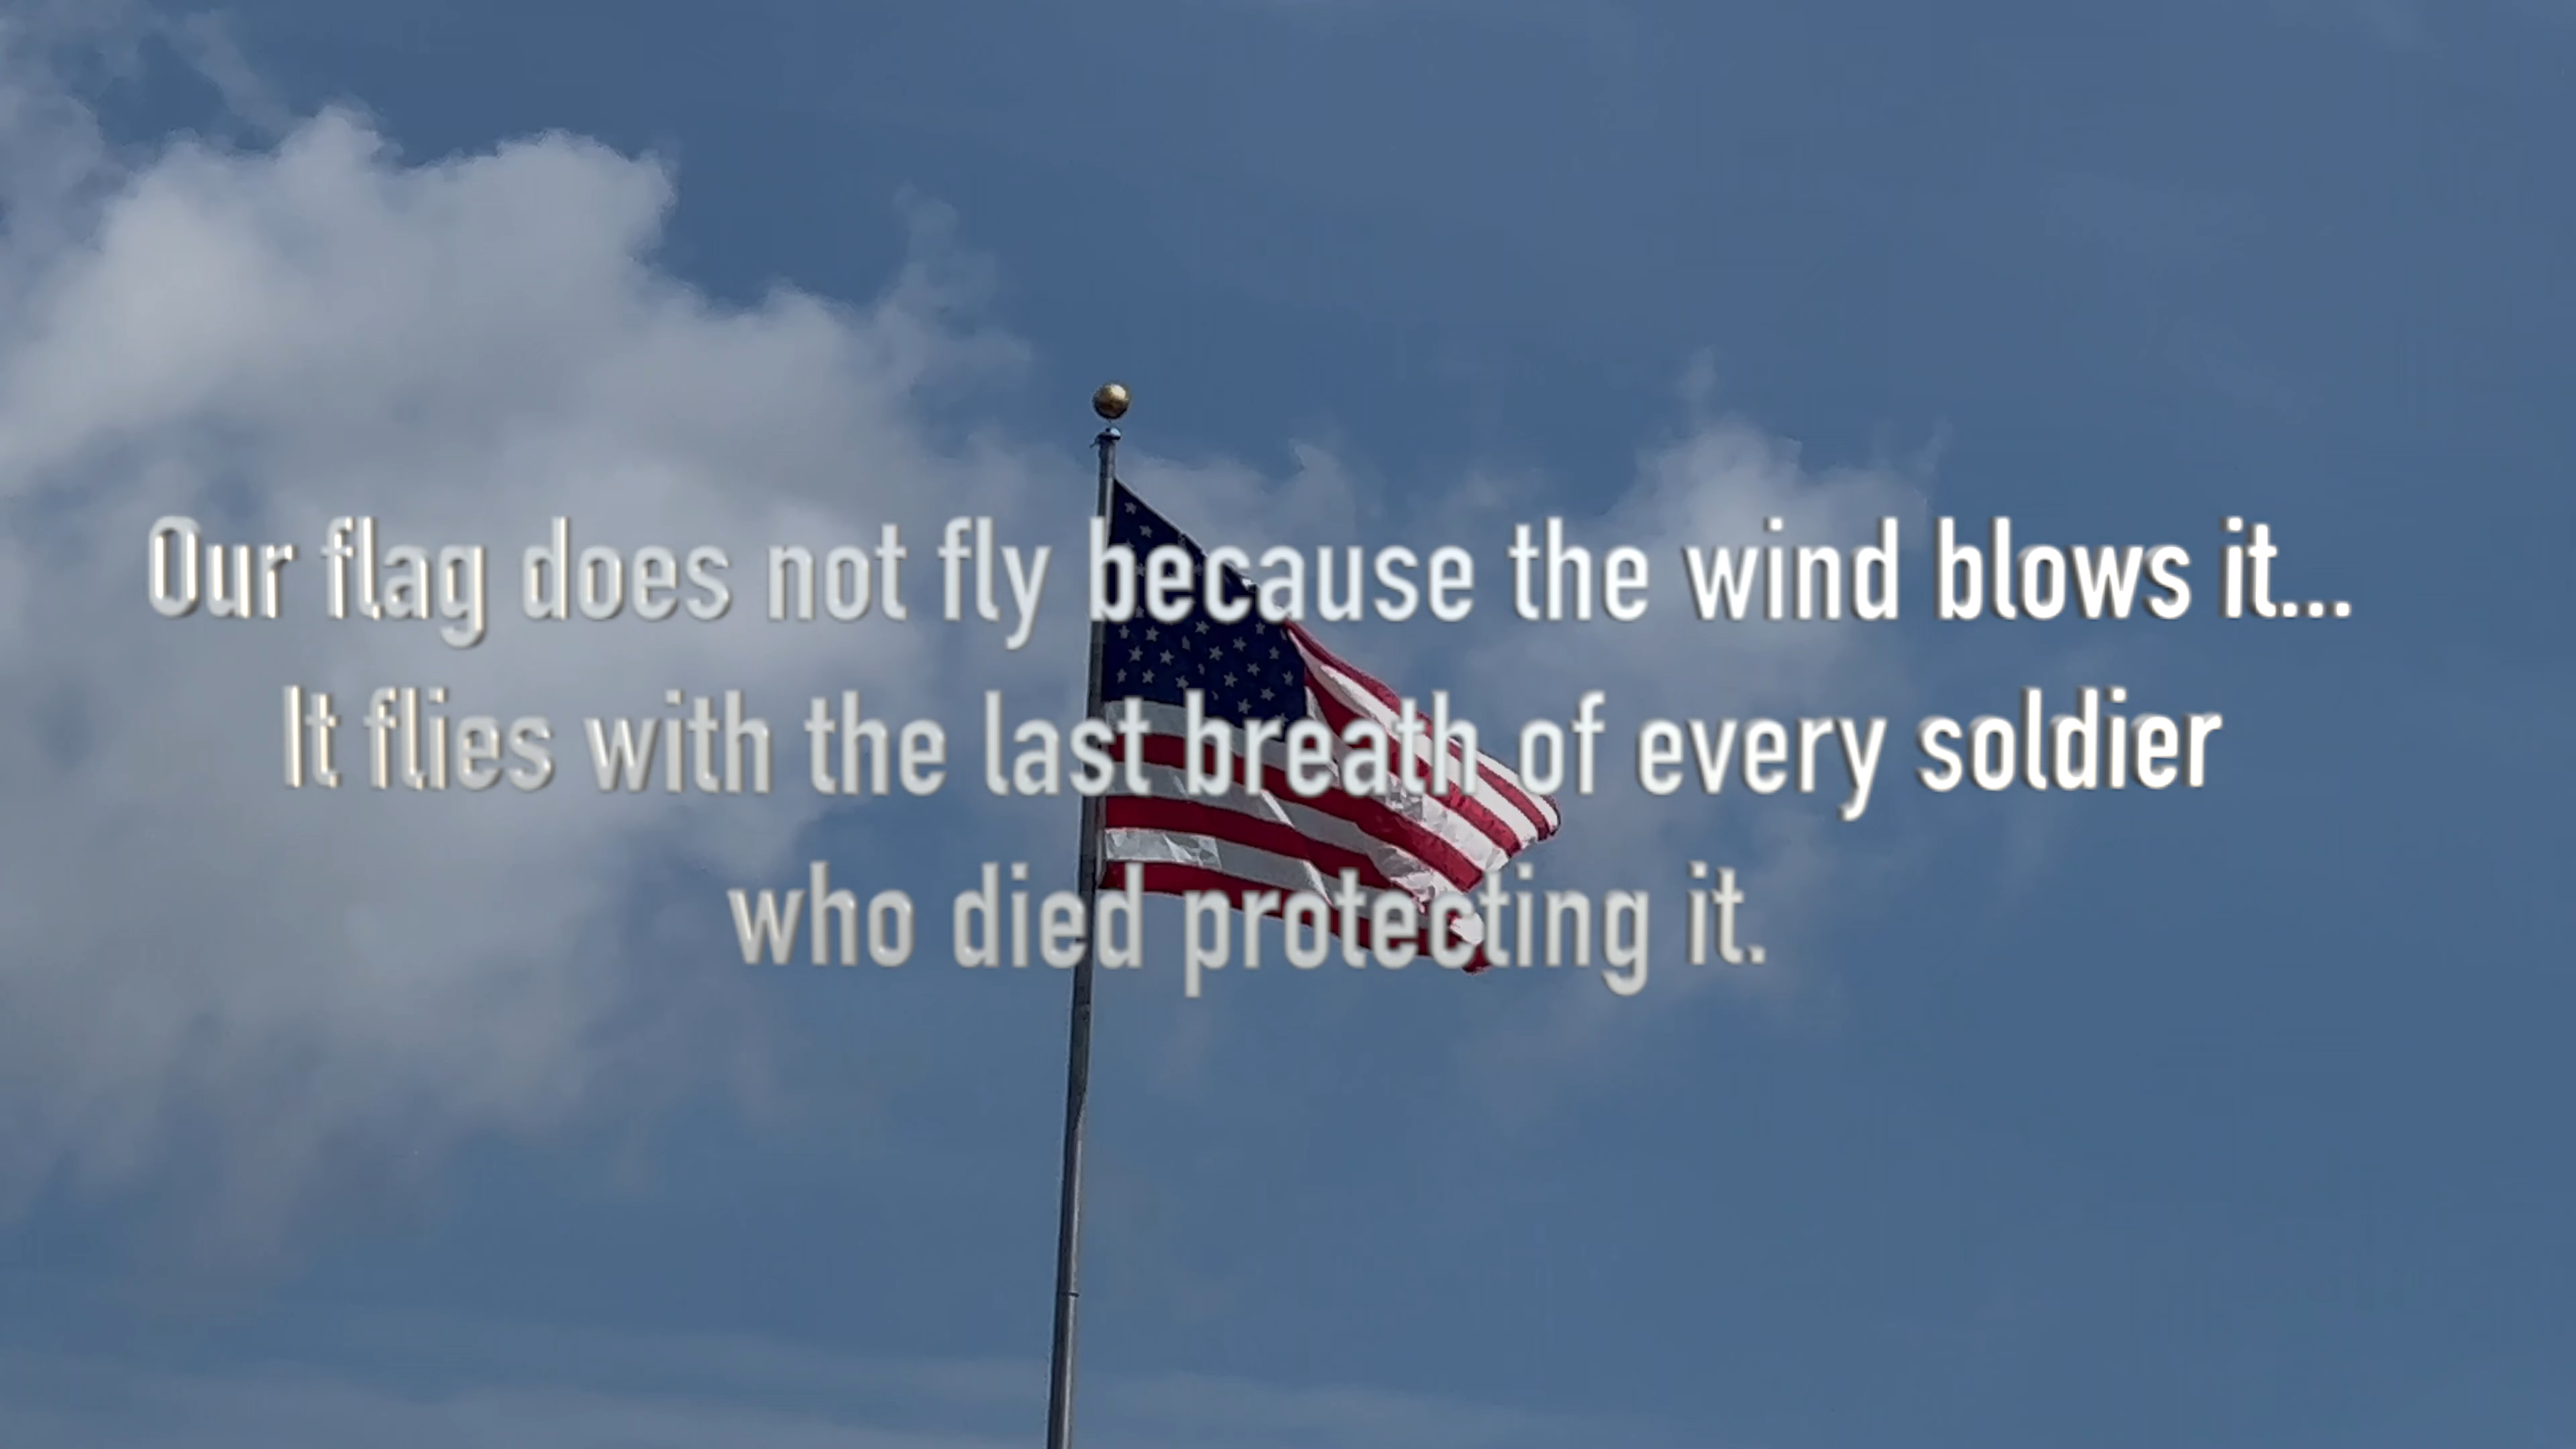 Our flag does not fly because the wind blows it...
It flies with the last breath of every soldier
who died protecting it.